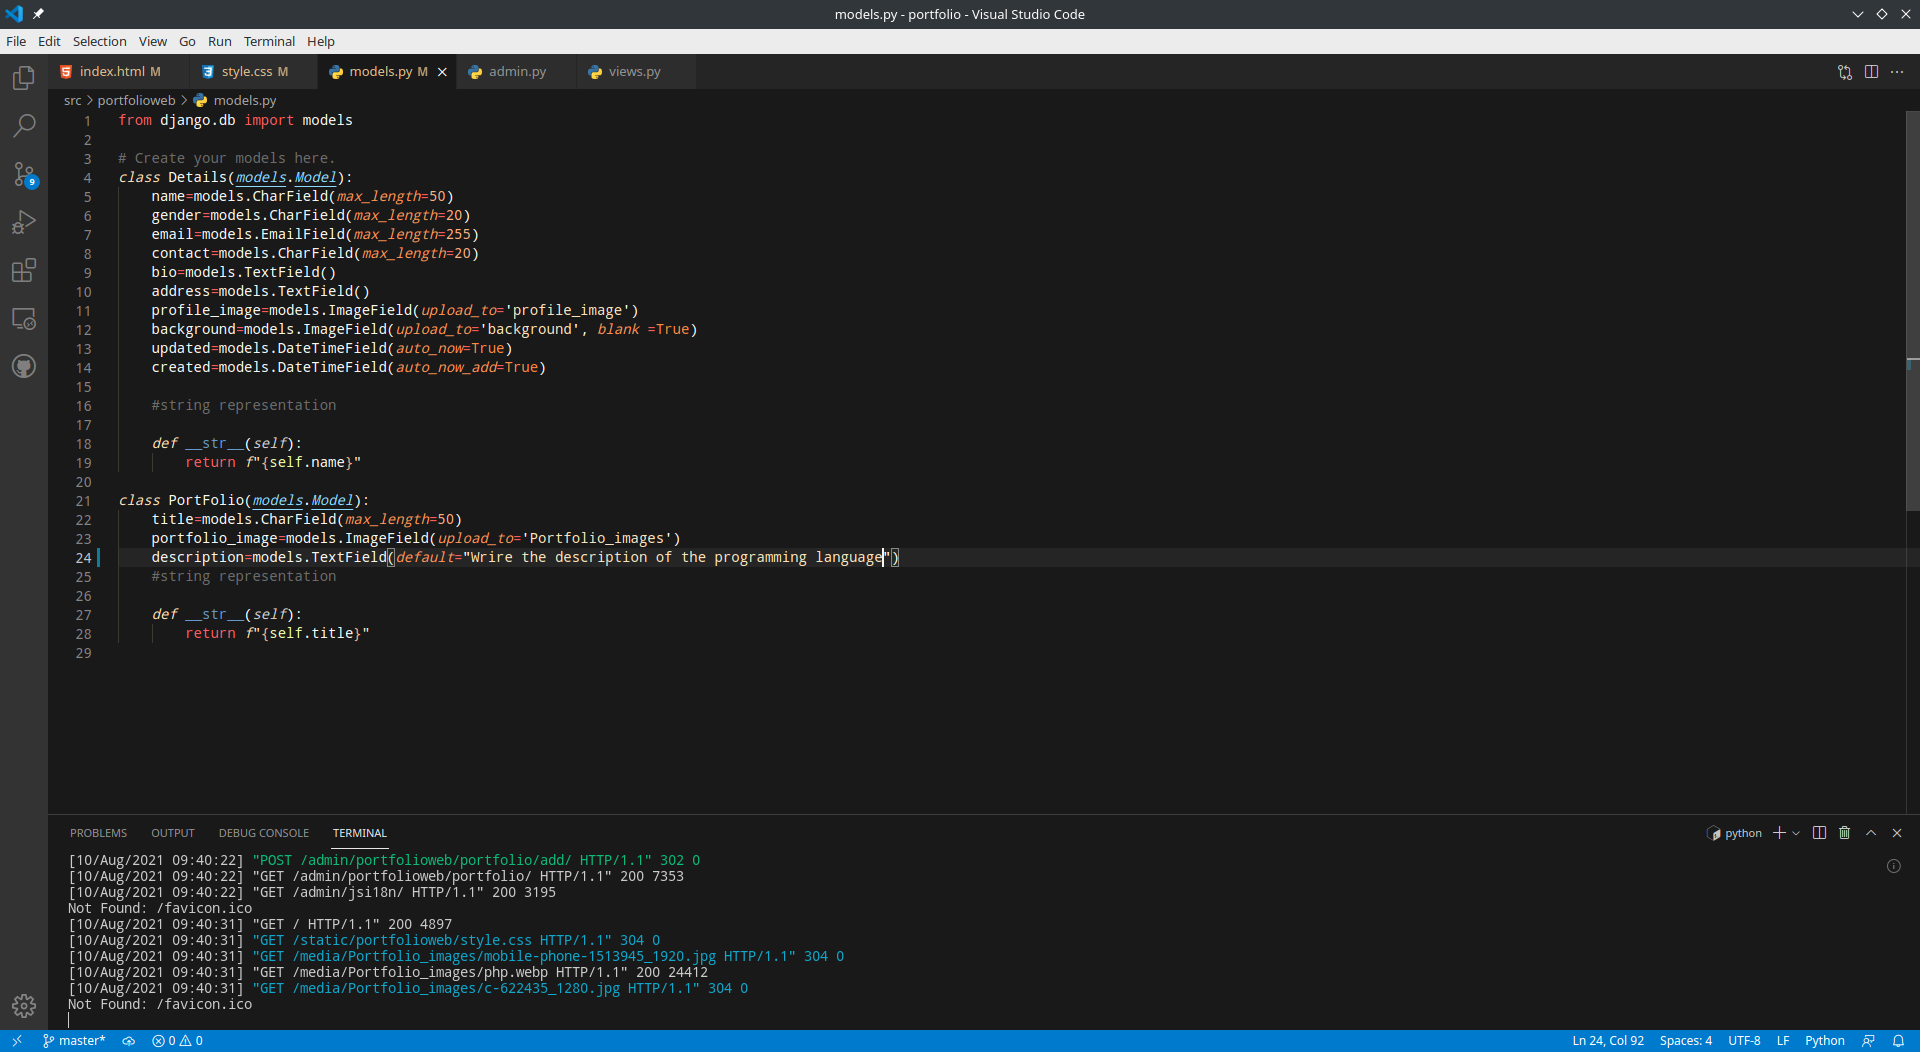 models.py - portfolio - Visual Studio Code
File Edit Selection View Go Run Terminal Help
index.html M style.css M models.py M admin.py views.py
src > portfolioweb > models.py
1 from django.db import models
2
3 # Create your models here.
4 class Details(models.Model):
5 name=models.CharField(max_length=50)
6 gender=models.CharField(max_length=20)
7 email=models.EmailField(max_length=255)
8 contact=models.CharField(max_length=20)
9 bio=models.TextField()
10 address=models.TextField()
11 profile_image=models.ImageField(upload_to='profile_image')
12 background=models.ImageField(upload_to='background', blank =True)
13 updated=models.DateTimeField(auto_now=True)
14 created=models.DateTimeField(auto_now_add=True)
15
16 #string representation
17
18 def __str__(self):
19 return f"{self.name}"
20
21 class PortFolio(models.Model):
22 title=models.CharField(max_length=50)
23 portfolio_image=models.ImageField(upload_to='Portfolio_images')
24 description=models.TextField(default="Wrire the description of the programming language")
25 #string representation
26
27 def __str__(self):
28 return f"{self.title}"
29
9
PROBLEMS OUTPUT DEBUG CONSOLE TERMINAL python
[10/Aug/2021 09:40:22] "POST /admin/portfolioweb/portfolio/add/ HTTP/1.1" 302 0
[10/Aug/2021 09:40:22] "GET /admin/portfolioweb/portfolio/ HTTP/1.1" 200 7353
[10/Aug/2021 09:40:22] "GET /admin/jsi18n/ HTTP/1.1" 200 3195
Not Found: /favicon.ico
[10/Aug/2021 09:40:31] "GET / HTTP/1.1" 200 4897
[10/Aug/2021 09:40:31] "GET /static/portfolioweb/style.css HTTP/1.1" 304 0
[10/Aug/2021 09:40:31] "GET /media/Portfolio_images/mobile-phone-1513945_1920.jpg HTTP/1.1" 304 0
[10/Aug/2021 09:40:31] "GET /media/Portfolio_images/php.webp HTTP/1.1" 200 24412
[10/Aug/2021 09:40:31] "GET /media/Portfolio_images/c-622435_1280.jpg HTTP/1.1" 304 0
Not Found: /favicon.ico
master* 0 0 Ln 24, Col 92 Spaces: 4 UTF-8 LF Python